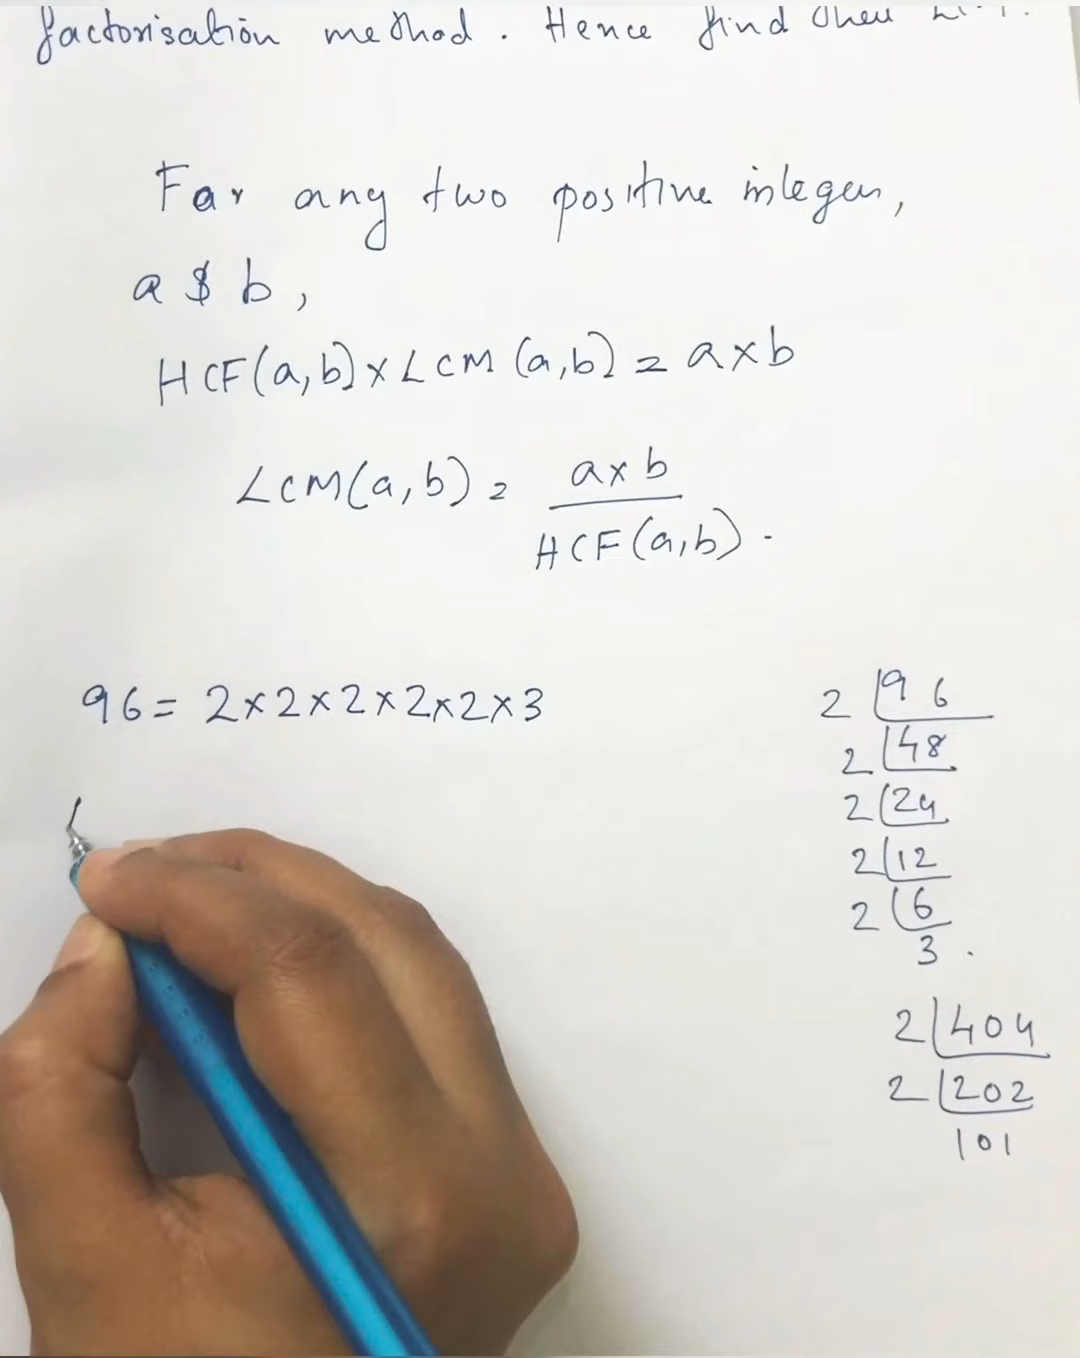 factorisation method. Hence find
For any two positive integers,
a & b,
HCF(a,b) x LCM (a,b) = a x b
LCM(a,b) = a x b
HCF(a,b).
96 = 2 x 2 x 2 x 2 x 2 x 3
2 96
2 48
2 24
2 12
2 6
3.
2 404
2 202
101